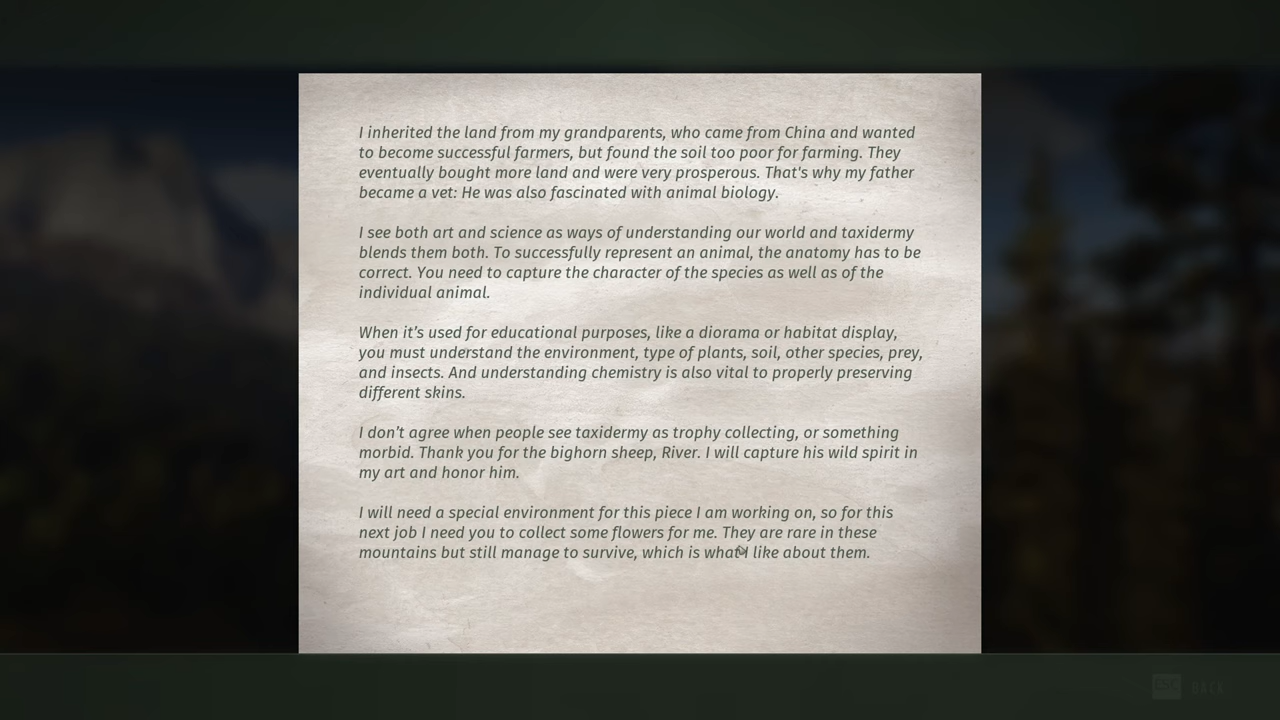 I inherited the land from my grandparents, who came from China and wanted
to become successful farmers, but found the soil too poor for farming. They
eventually bought more land and were very prosperous. That's why my father
became a vet: He was also fascinated with animal biology.
I see both art and science as ways of understanding our world and taxidermy
blends them both. To successfully represent an animal, the anatomy has to be
correct. You need to capture the character of the species as well as of the
individual animal.
When it's used for educational purposes, like a diorama or habitat display,
you must understand the environment, type of plants, soil, other species, prey,
and insects. And understanding chemistry is also vital to properly preserving
different skins.
I don't agree when people see taxidermy as trophy collecting, or something
morbid. Thank you for the bighorn sheep, River. I will capture his wild spirit in
my art and honor him.
I will need a special environment for this piece I am working on, so for this
next job I need you to collect some flowers for me. They are rare in these
mountains but still manage to survive, which is what I like about them.
ESC BACK